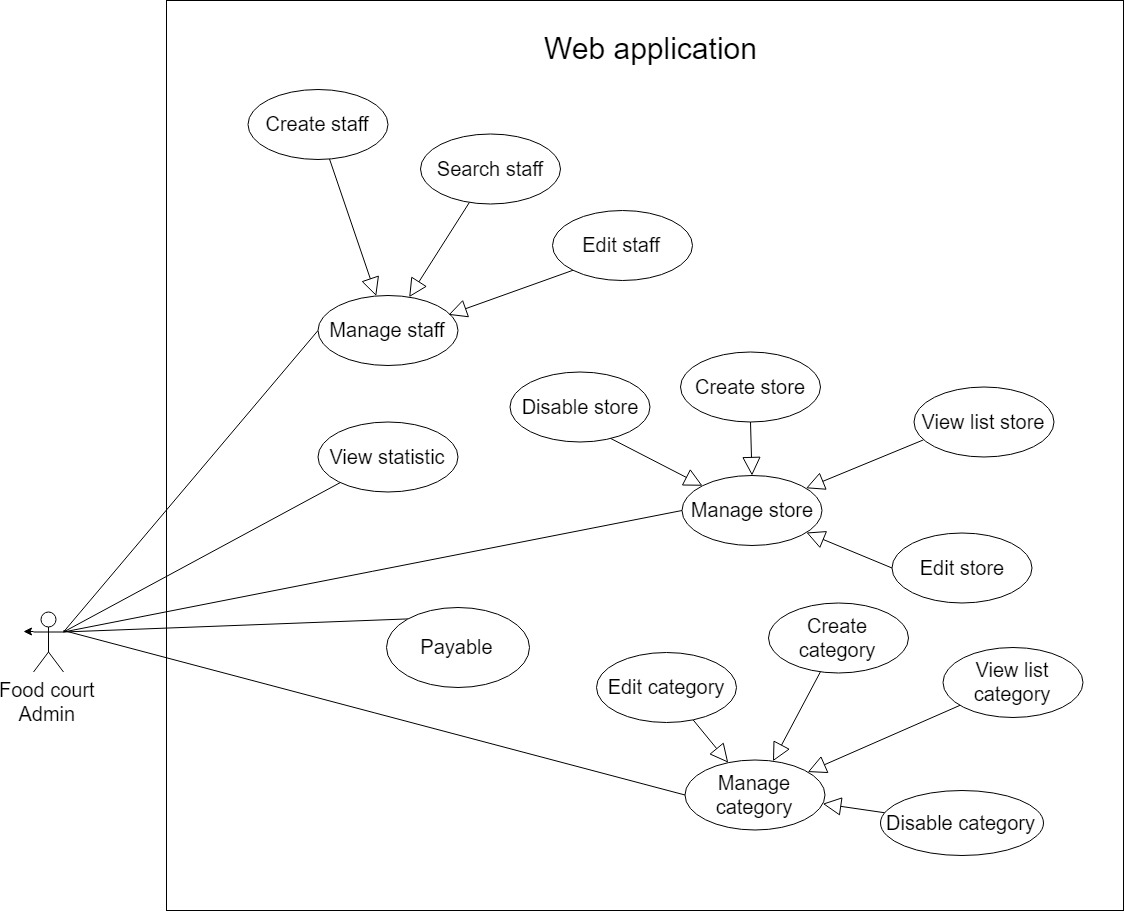 Web application
Create staff
Search staff
Edit staff
Manage staff
Create store
Disable store
View list store
View statistic
Manage store
Edit store
Create
category
Payable
View list
category
Edit category
Food court
Admin
Manage
category
Disable category